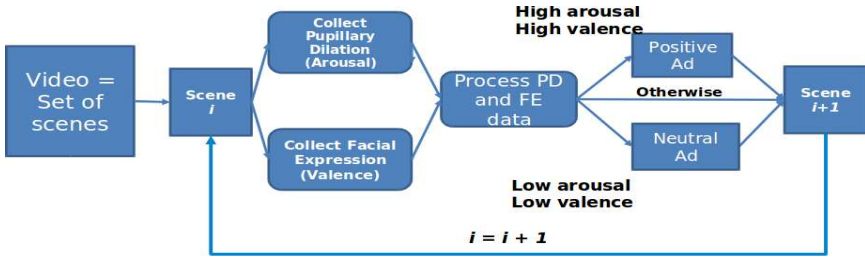 Video =
Set of
scenes
Scene
i
Collect
Pupillary
Dilation
(Arousal)
Collect Facial
Expression
(Valence)
Process PD
and FE
data
High arousal
High valence
Positive
Ad
Otherwise
Neutral
Ad
Low arousal
Low valence
Scene
i+1
i = i + 1